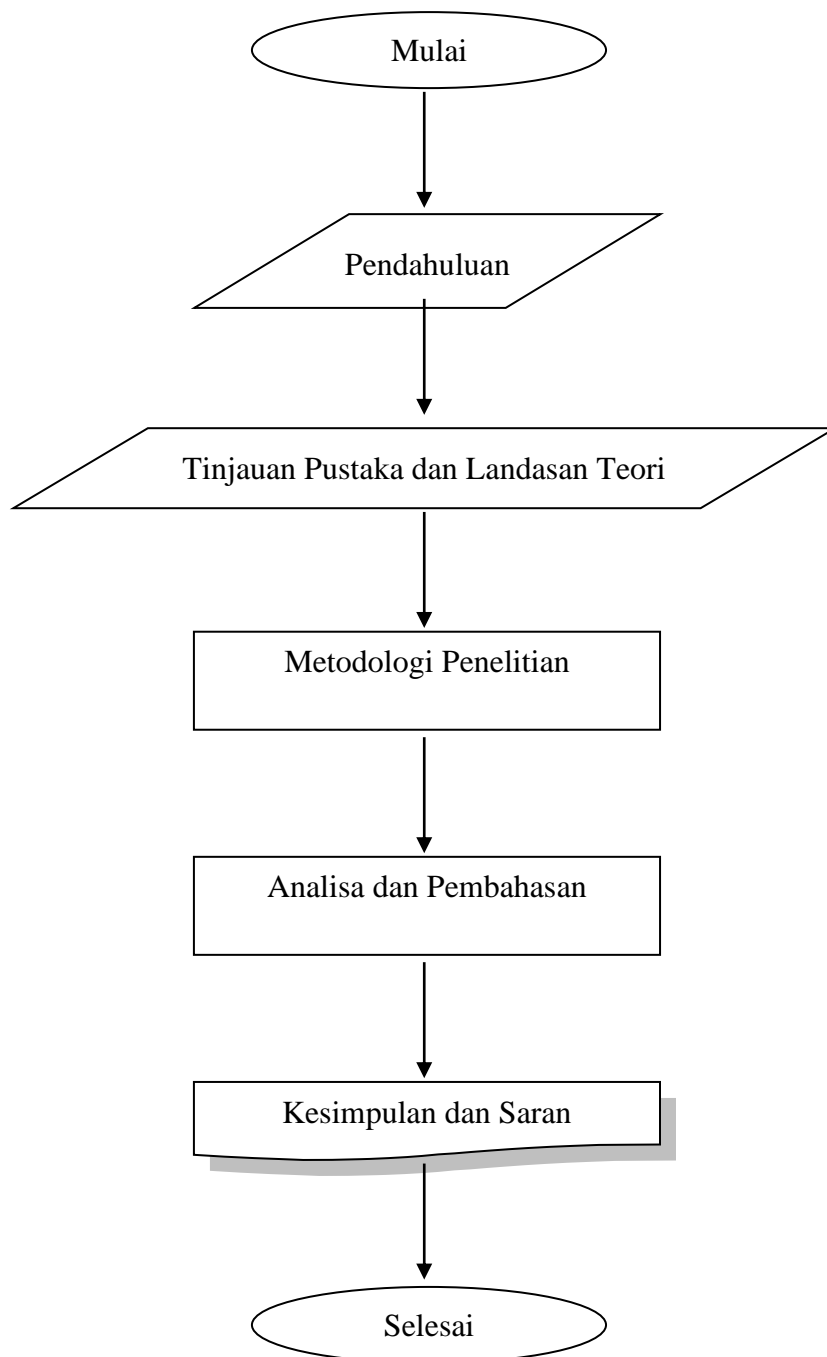 Mulai
Pendahuluan
Tinjauan Pustaka dan Landasan Teori
Metodologi Penelitian
Analisa dan Pembahasan
Kesimpulan dan Saran
Selesai